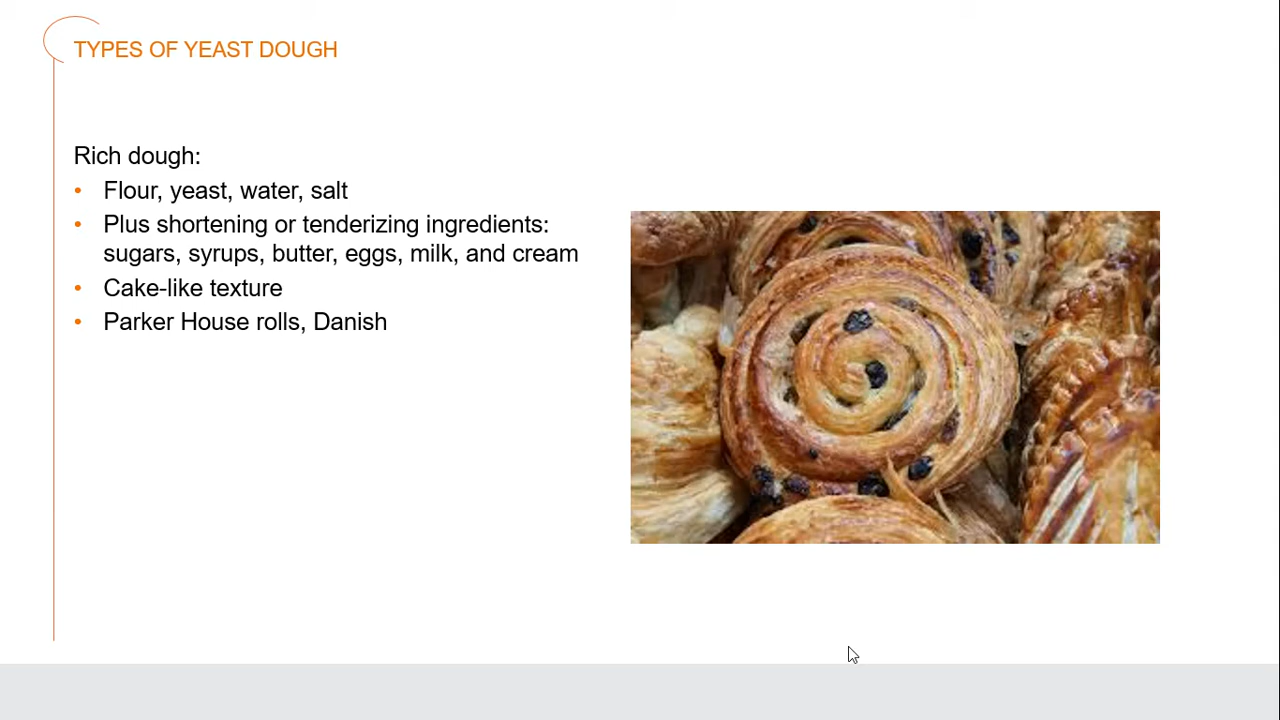 TYPES OF YEAST DOUGH
Rich dough:
• Flour, yeast, water, salt
• Plus shortening or tenderizing ingredients:
sugars, syrups, butter, eggs, milk, and cream
• Cake-like texture
• Parker House rolls, Danish